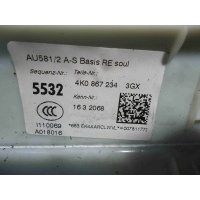 AU581/2 A-S Basis RE soul
Sequenz-Nr.: Teile-Nr.:
5532 4K0 867 234 3GX
Kenn-Nr.:
16 3 2068
I110069
A018016